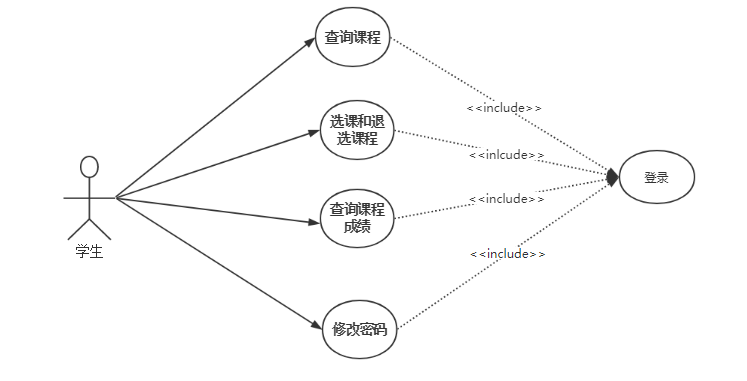 查询课程
<<include>>
选课和退
选课程
<<inlcude>>
登录
查询课程
成绩
<<include>>
学生
<<include>>
修改密码